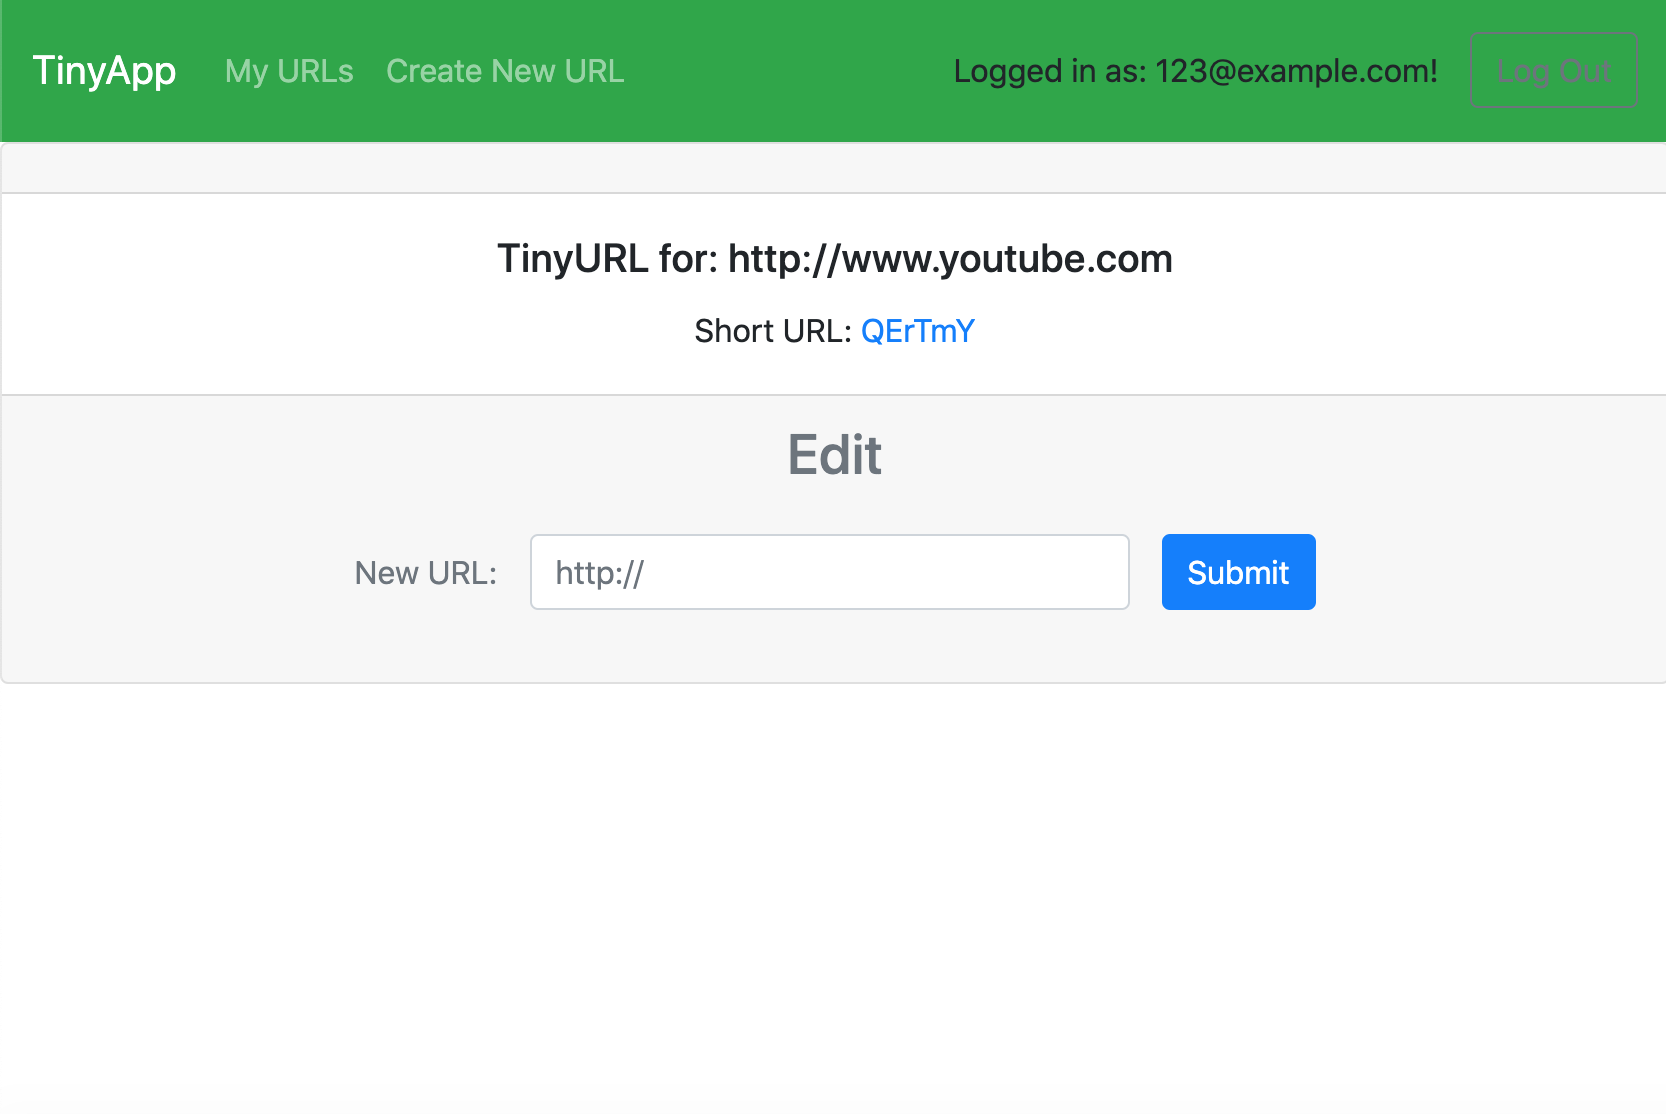 TinyApp My URLs Create New URL Logged in as: 123@example.com! Log Out
TinyURL for: http://www.youtube.com
Short URL: QErTmY
Edit
New URL: http:// Submit